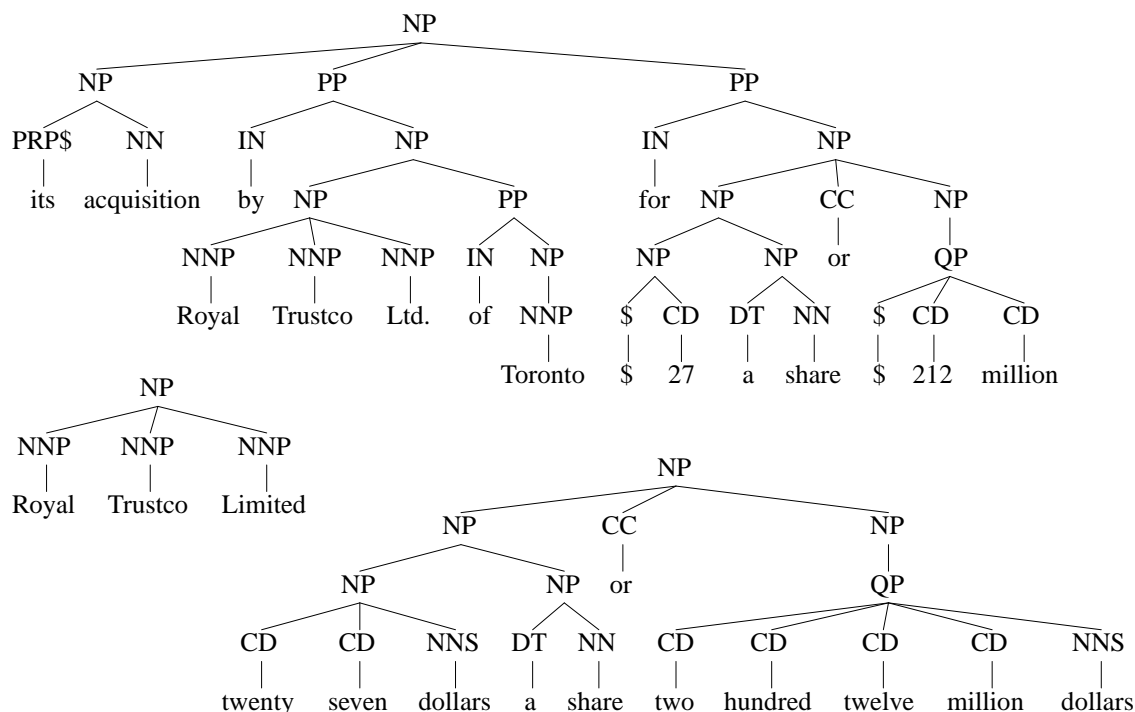 NP
NP PP PP
PRP$ NN IN NP IN NP
its acquisition by NP PP for NP CC NP
NNP NNP NNP IN NP NP NP or QP
Royal Trustco Ltd. of NNP $ CD DT NN $ CD CD
Toronto $ 27 a share $ 212 million
NP
NNP NNP NNP
Royal Trustco Limited
NP
NP CC NP
NP NP or QP
CD CD NNS DT NN CD CD CD CD NNS
twenty seven dollars a share two hundred twelve million dollars